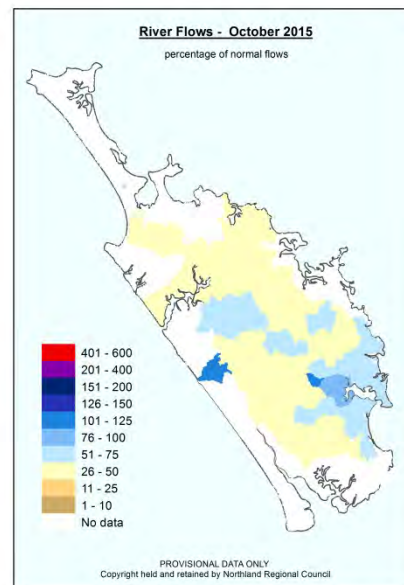 River Flows - October 2015
percentage of normal flows
401 - 600
201 - 400
151 - 200
126 - 150
101 - 125
76 - 100
51 - 75
26 - 50
11 - 25
1 - 10
No data
PROVISIONAL DATA ONLY
Copyright held and retained by Northland Regional Council